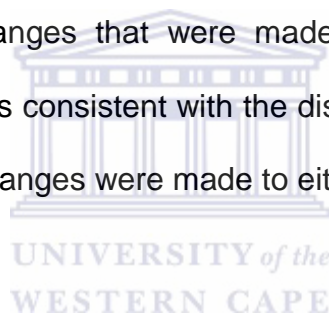 anges that were made
s consistent with the dis
anges were made to eit
UNIVERSITY of the
WESTERN CAPE